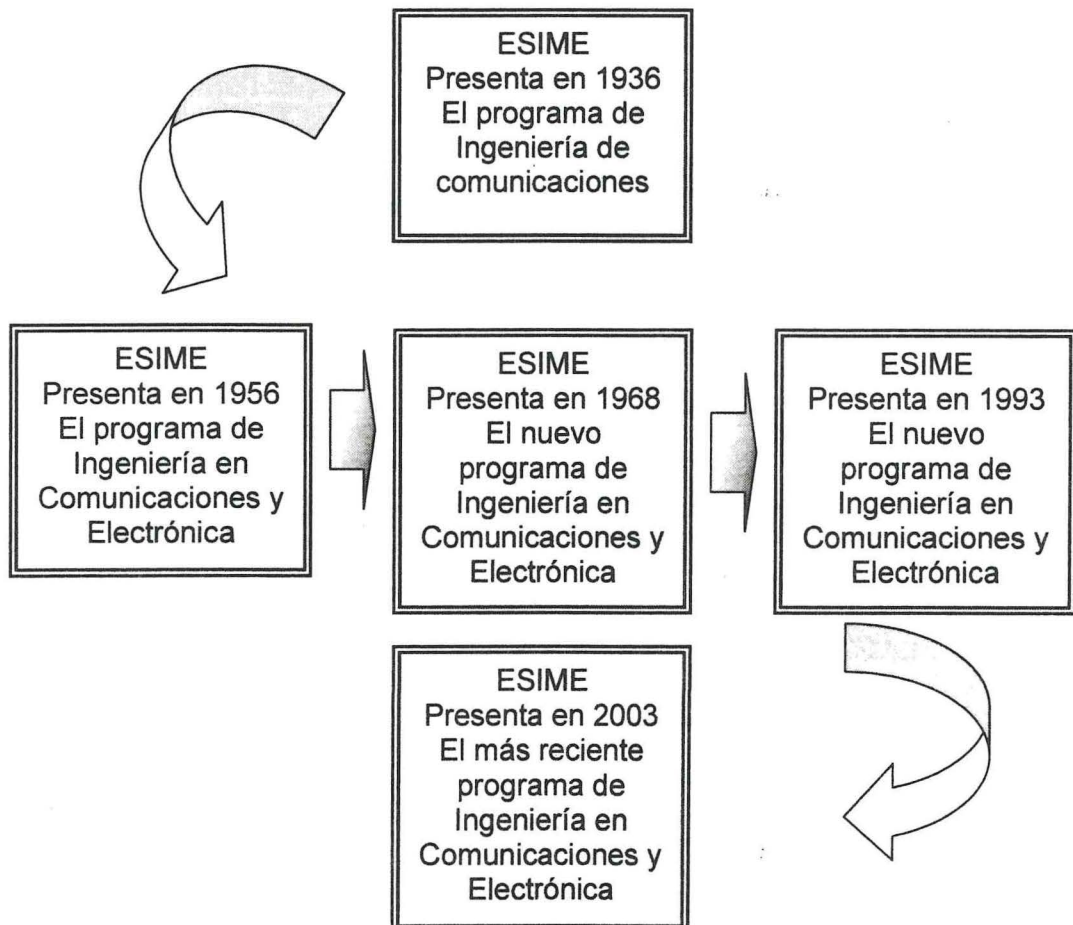 ESIME
Presenta en 1936
El programa de
Ingeniería de
comunicaciones
ESIME
Presenta en 1956
El programa de
Ingeniería en
Comunicaciones y
Electrónica
ESIME
Presenta en 1968
El nuevo
programa de
Ingeniería en
Comunicaciones y
Electrónica
ESIME
Presenta en 1993
El nuevo
programa de
Ingeniería en
Comunicaciones y
Electrónica
ESIME
Presenta en 2003
El más reciente
programa de
Ingeniería en
Comunicaciones y
Electrónica